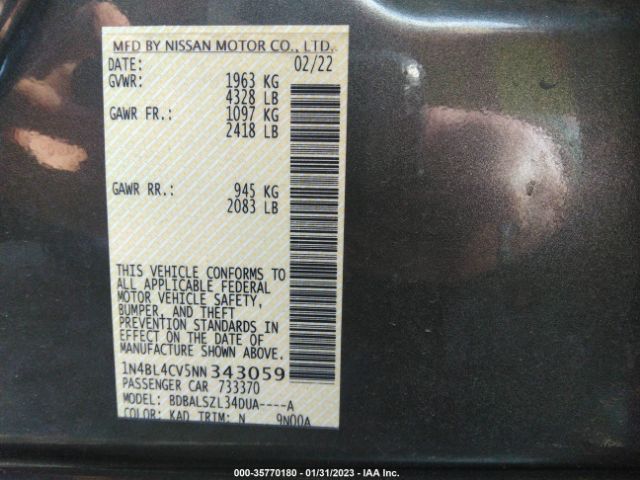 MFD BY NISSAN MOTOR CO., LTD.
DATE: 02/22
GVWR: 1963 KG
4328 LB
GAWR FR.: 1097 KG
2418 LB
GAWR RR.: 945 KG
2083 LB
THIS VEHICLE CONFORMS TO
ALL APPLICABLE FEDERAL
MOTOR VEHICLE SAFETY,
BUMPER, AND THEFT
PREVENTION STANDARDS IN
EFFECT ON THE DATE OF
MANUFACTURE SHOWN ABOVE.
1N4BL4CV5NN343059
PASSENGER CAR 733370
MODEL: BDBALSZL34DUA----A
COLOR: KAD TRIM: N 9N00A
000-35770180 - 01/31/2023 - IAA Inc.